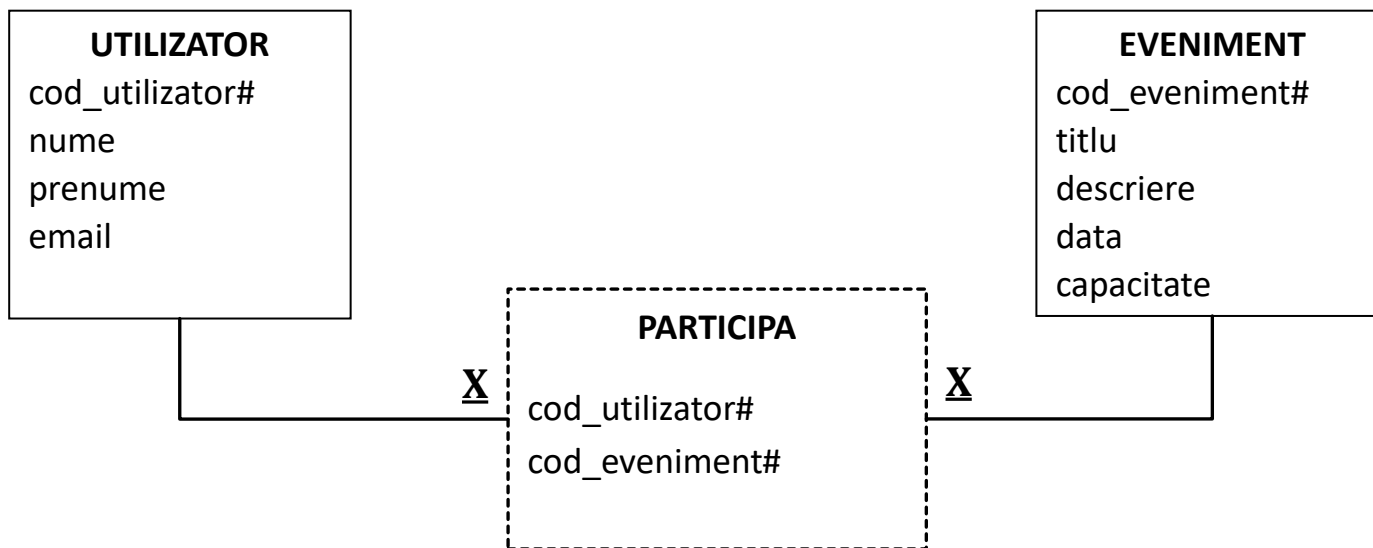 UTILIZATOR
cod_utilizator#
nume
prenume
email
EVENIMENT
cod_eveniment#
titlu
descriere
data
capacitate
PARTICIPA
X
X
cod_utilizator#
cod_eveniment#